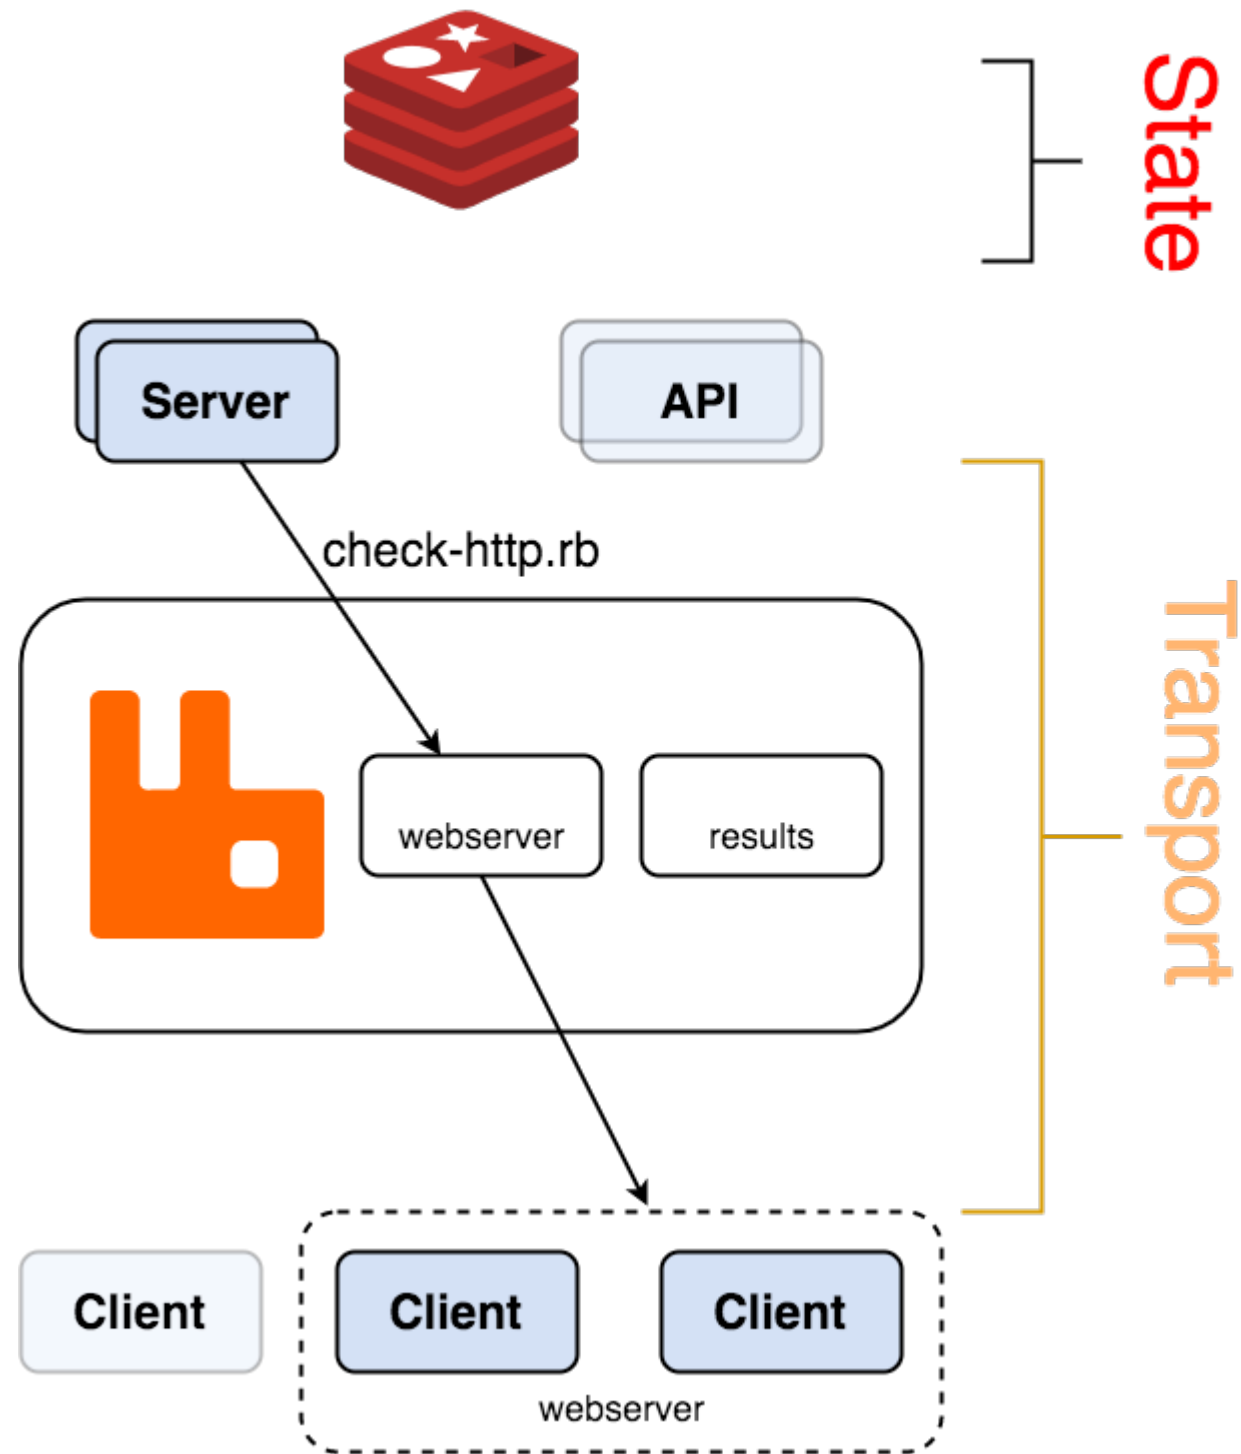 State
Server
API
check-http.rb
Transport
webserver
results
Client
Client
Client
webserver